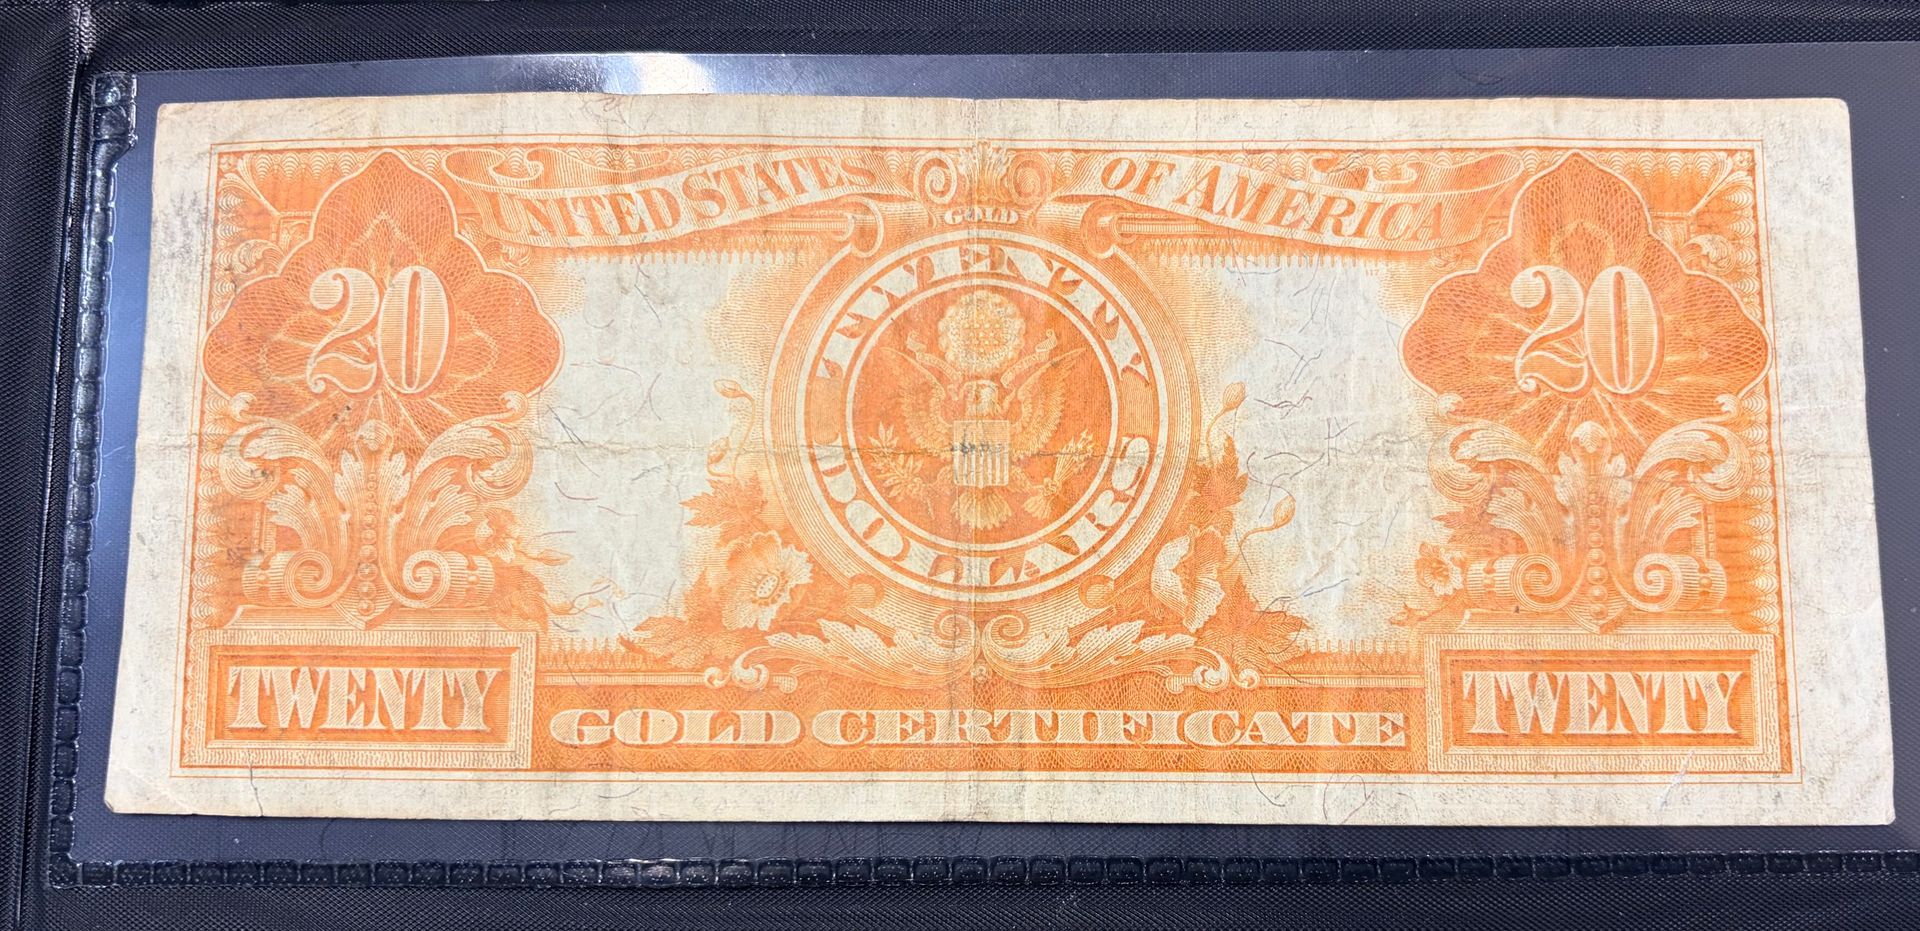 UNITED STATES OF AMERICA
GOLD
20
TWENTY DOLLARS
20
TWENTY
GOLD CERTIFICATE
TWENTY